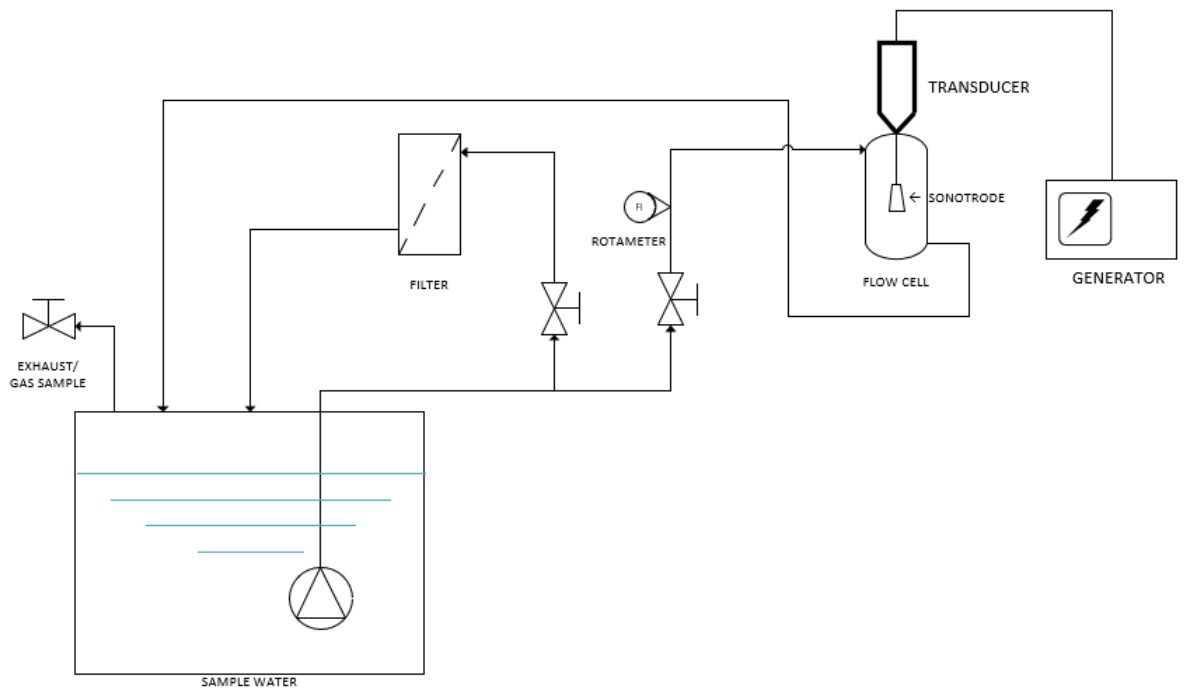 TRANSDUCER
← SONOTRODE
FI
ROTAMETER
FILTER
FLOW CELL
GENERATOR
EXHAUST/
GAS SAMPLE
SAMPLE WATER